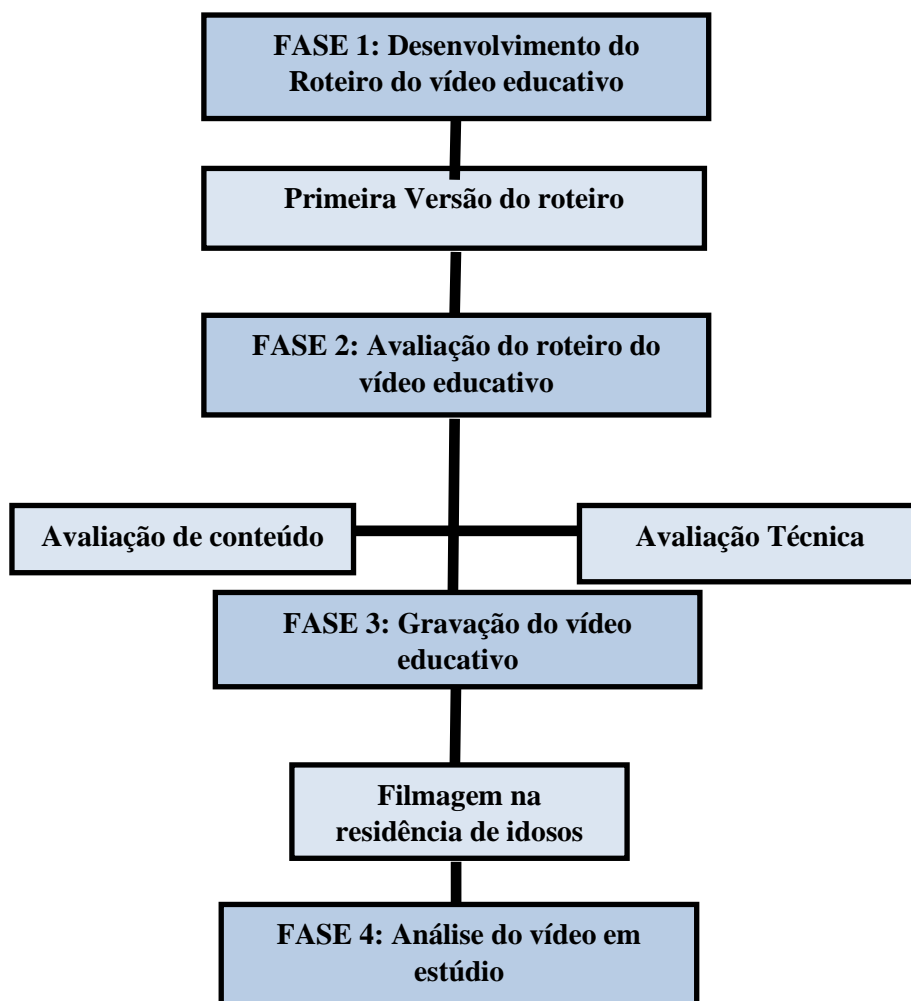 FASE 1: Desenvolvimento do
Roteiro do vídeo educativo
Primeira Versão do roteiro
FASE 2: Avaliação do roteiro do
vídeo educativo
Avaliação de conteúdo
Avaliação Técnica
FASE 3: Gravação do vídeo
educativo
Filmagem na
residência de idosos
FASE 4: Análise do vídeo em
estúdio